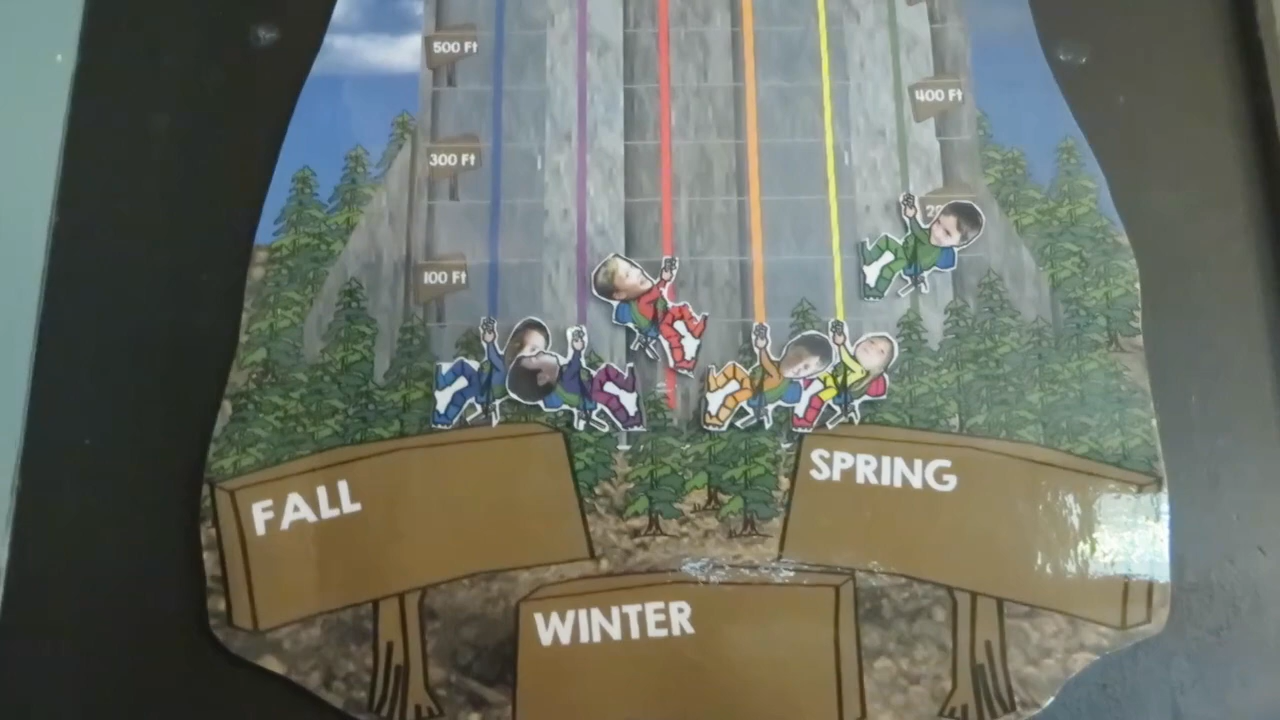 500 Ft
400 Ft
300 Ft
100 Ft
FALL
SPRING
WINTER